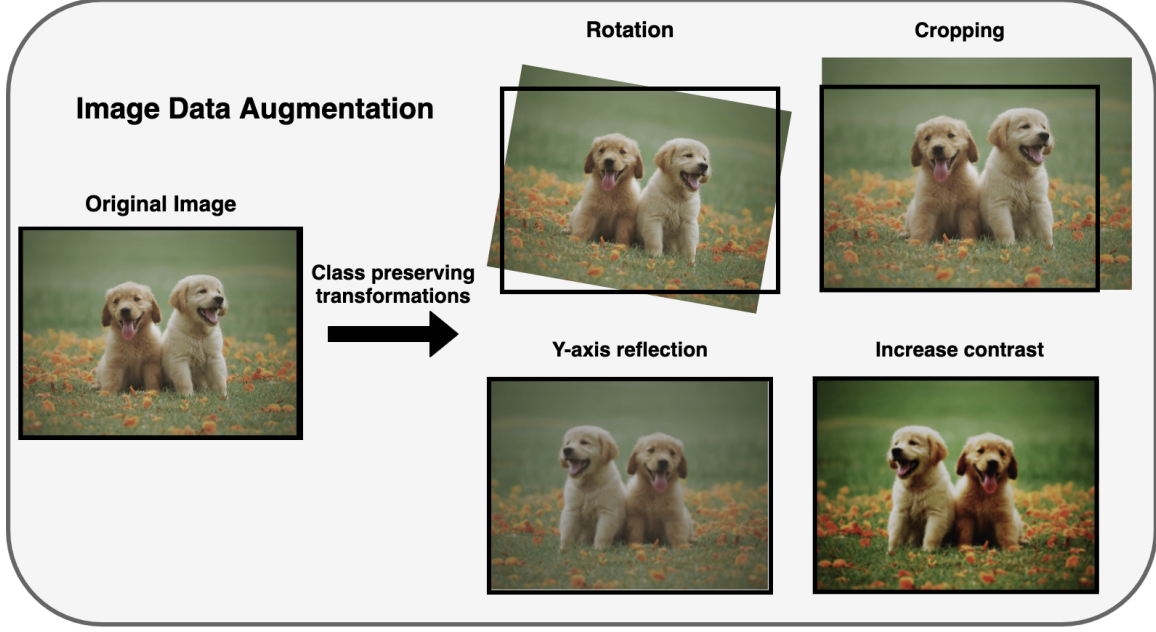 Image Data Augmentation
Original Image
Class preserving
transformations
Rotation
Cropping
Y-axis reflection
Increase contrast